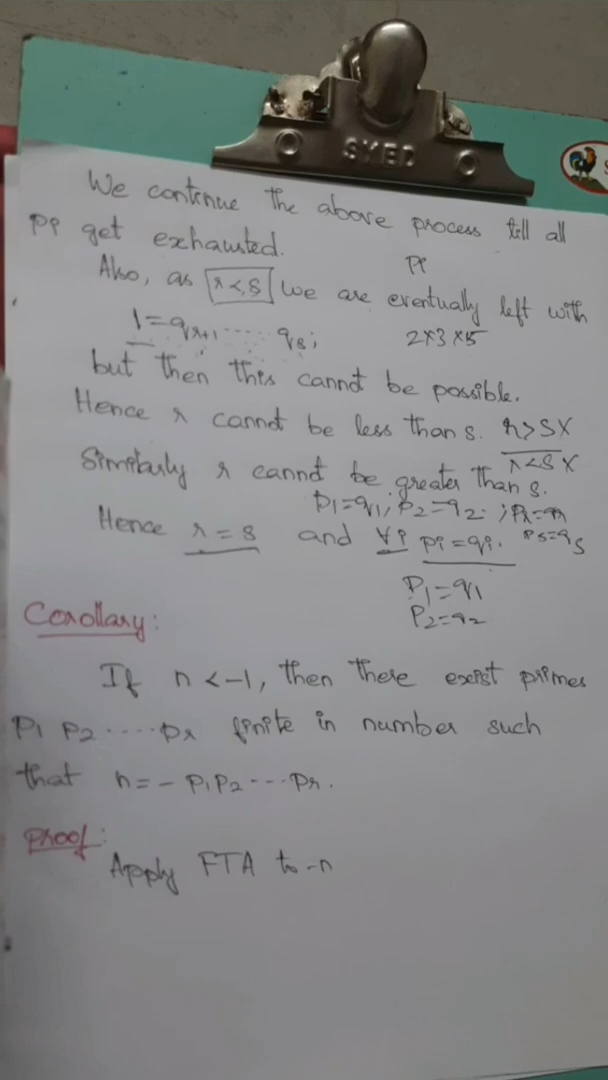 SMED
S
We continue the above process till all
Pi get exhausted.
Pi
Also, as r < s we are eventually left with
1 = qr+1 ...... qs;
2×3×5
but then this cannot be possible.
Hence r cannot be less than s. r>s×
r<s×
Similarly r cannot be greater than s.
P1=q1; P2=q2. ; Pr=qr
Hence r = s and ∀i Pi = qi. Ps=qs
P1=q1
P2=q2
Corollary:
If n < -1, then there exist primes
P1 P2 ..... Pr finite in number such
that n = - P1P2 ---- Pr.
Proof:
Apply FTA to -n